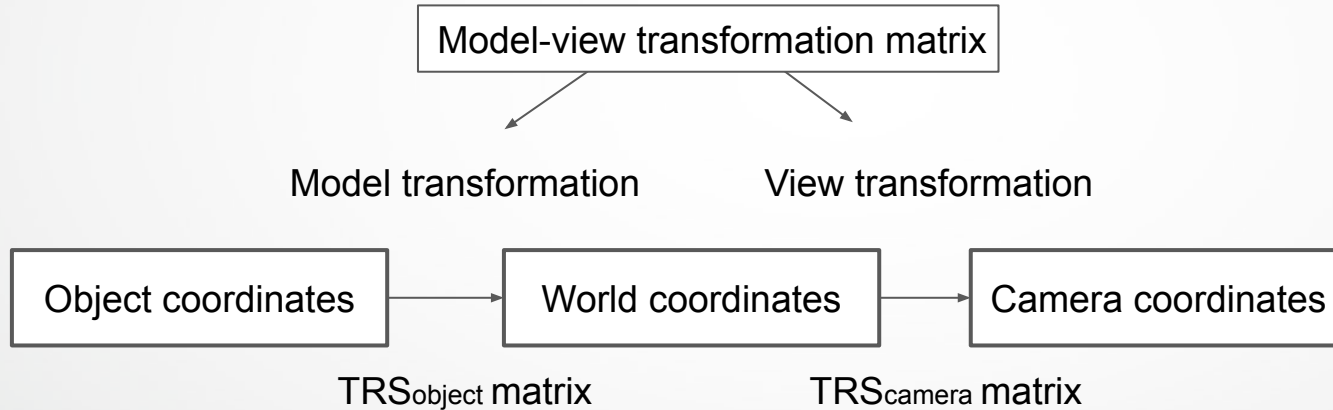 Model-view transformation matrix
Model transformation
View transformation
Object coordinates
World coordinates
Camera coordinates
TRSobject matrix
TRScamera matrix